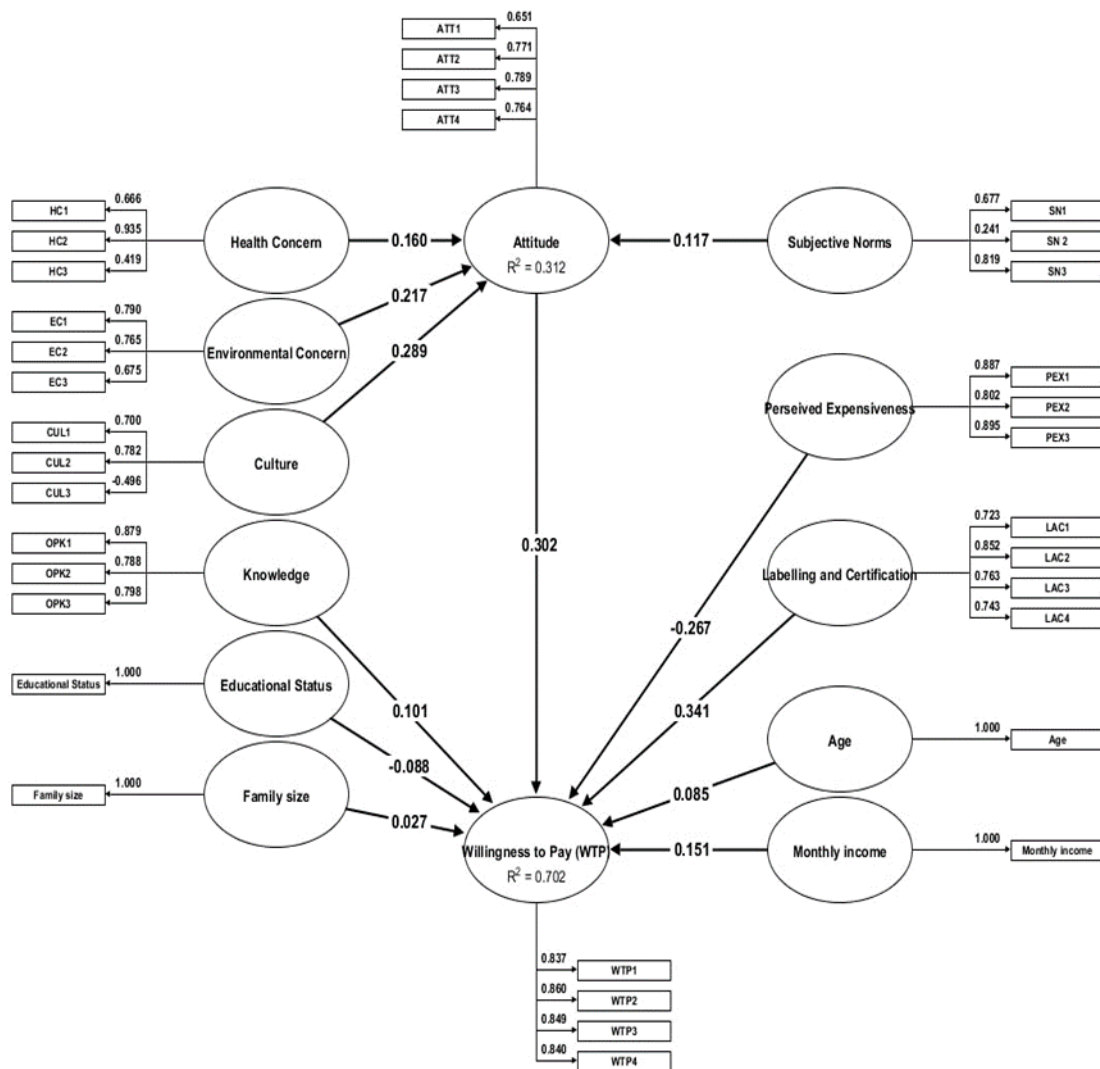 0.651
ATT1
0.771
ATT2
0.789
ATT3
0.764
ATT4
0.666
HC1
0.935
HC2
0.419
HC3
Health Concern
0.160
Attitude
R² = 0.312
0.117
Subjective Norms
0.677
SN1
0.241
SN 2
0.819
SN3
0.790
EC1
0.765
EC2
0.675
EC3
Environmental Concern
0.217
0.289
Perseived Expensiveness
0.887
PEX1
0.802
PEX2
0.895
PEX3
0.700
CUL1
0.782
CUL2
-0.496
CUL3
Culture
0.302
0.879
OPK1
0.788
OPK2
0.798
OPK3
Knowledge
Labelling and Certification
0.723
LAC1
0.852
LAC2
0.763
LAC3
0.743
LAC4
-0.267
0.341
1.000
Educational Status
Educational Status
0.101
-0.088
Age
1.000
Age
0.085
1.000
Family size
Family size
0.027
Willingness to Pay (WTP
R² = 0.702
0.151
Monthly income
1.000
Monthly income
0.837
WTP1
0.860
WTP2
0.849
WTP3
0.840
WTP4